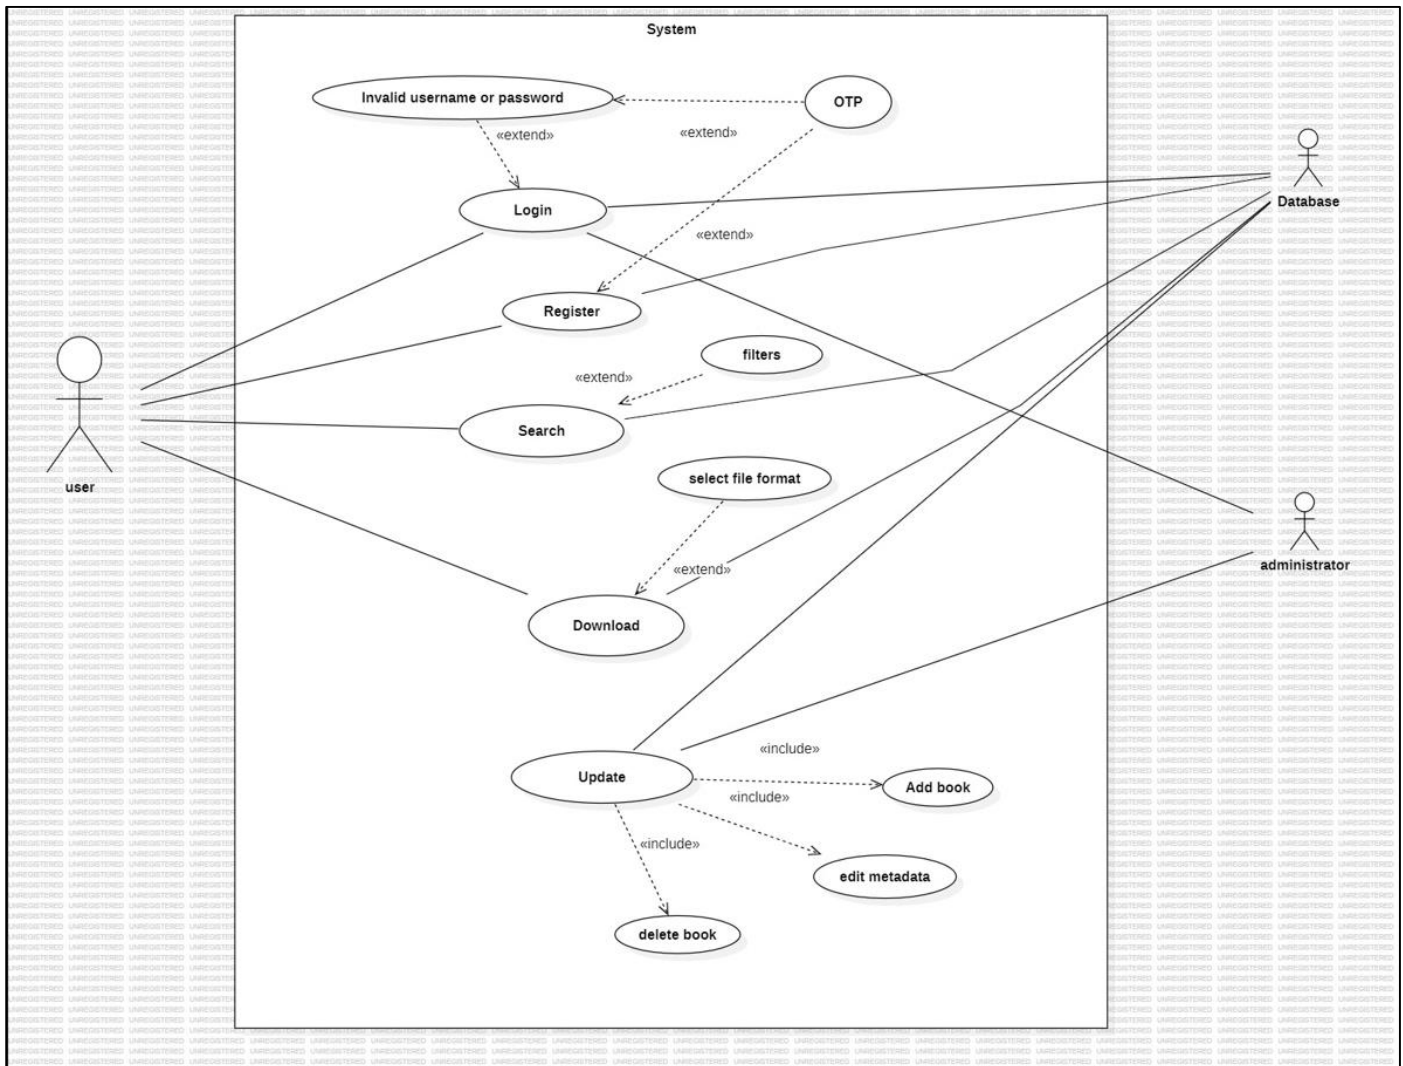 System
Invalid username or password
OTP
«extend»
«extend»
Login
Database
«extend»
Register
filters
«extend»
Search
select file format
user
«extend»
administrator
Download
«include»
Update
Add book
«include»
«include»
edit metadata
delete book
UNREGISTERED